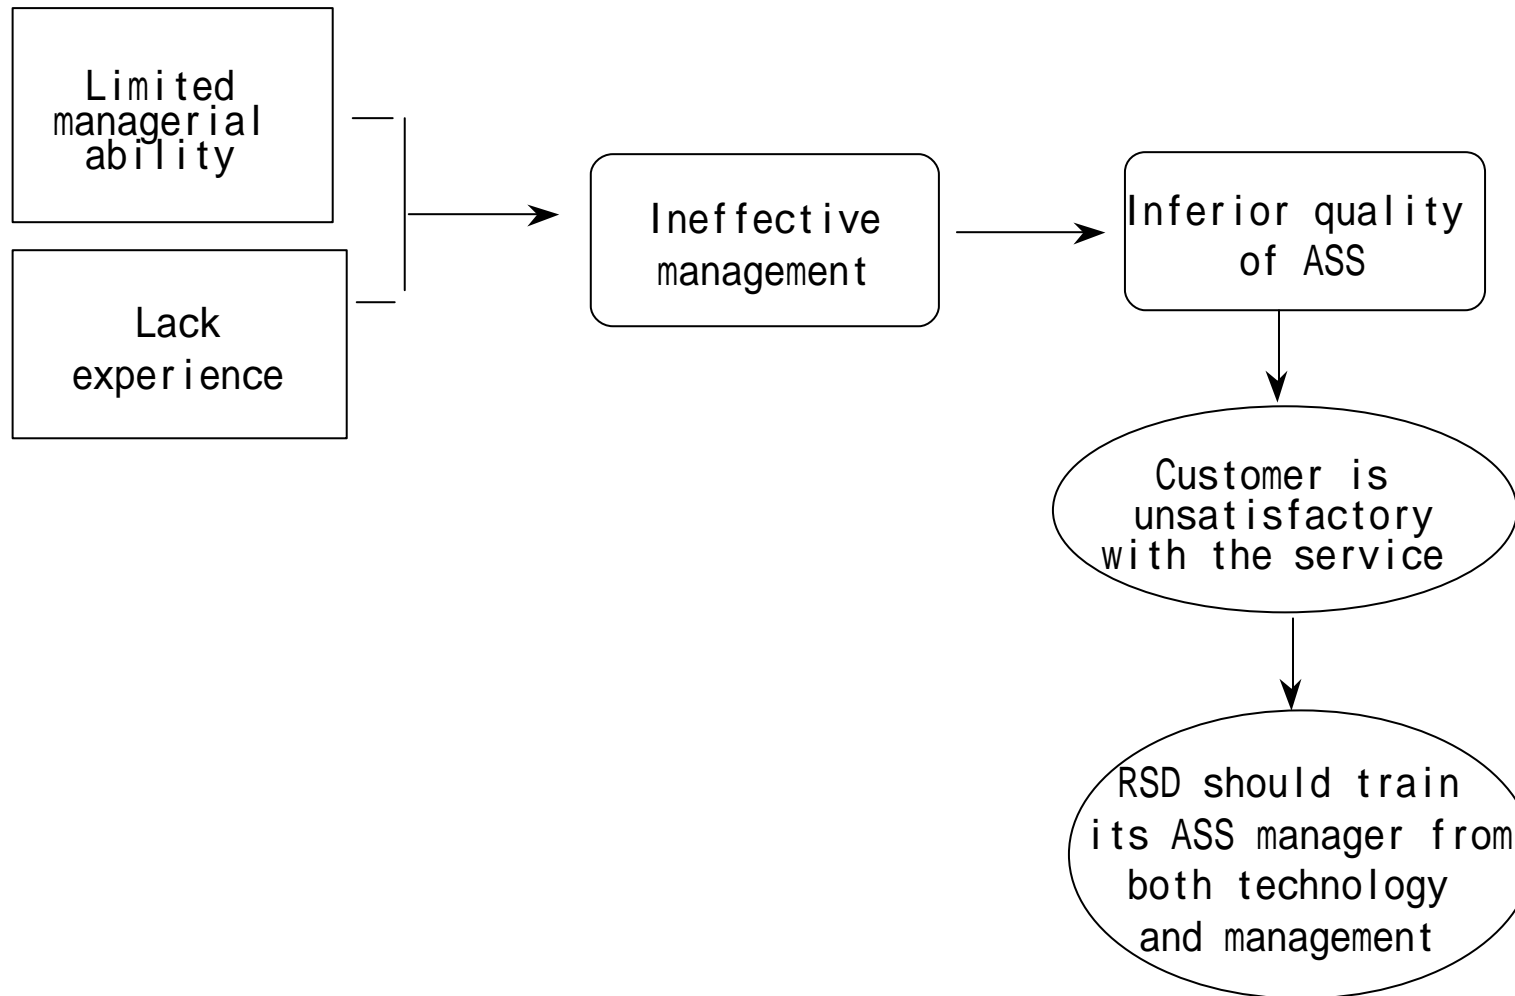 Limited
managerial
ability
Lack
experience
Ineffective
management
Inferior quality
of ASS
Customer is
unsatisfactory
with the service
RSD should train
its ASS manager from
both technology
and management